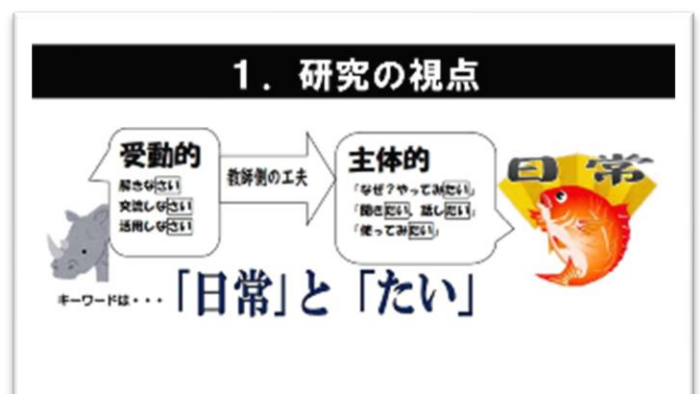 1. 研究の視点
受動的
解きなさい
交流しなさい
活用しなさい
教師側の工夫
主体的
「なぜ?やってみたい」
「聞きたい、話したい」
「使ってみたい」
日常
キーワードは・・・「日常」と「たい」